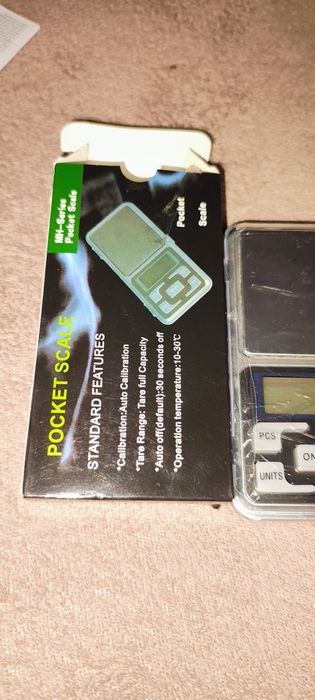 MH-Series
Pocket Scale
Pocket
Scale
POCKET SCALE
STANDARD FEATURES
*Calibration:Auto Calibration
*Tare Range: Tare full Capacity
*Auto off(default):30 seconds off
*Operation temperature:10-30℃
PCS
UNITS
ON